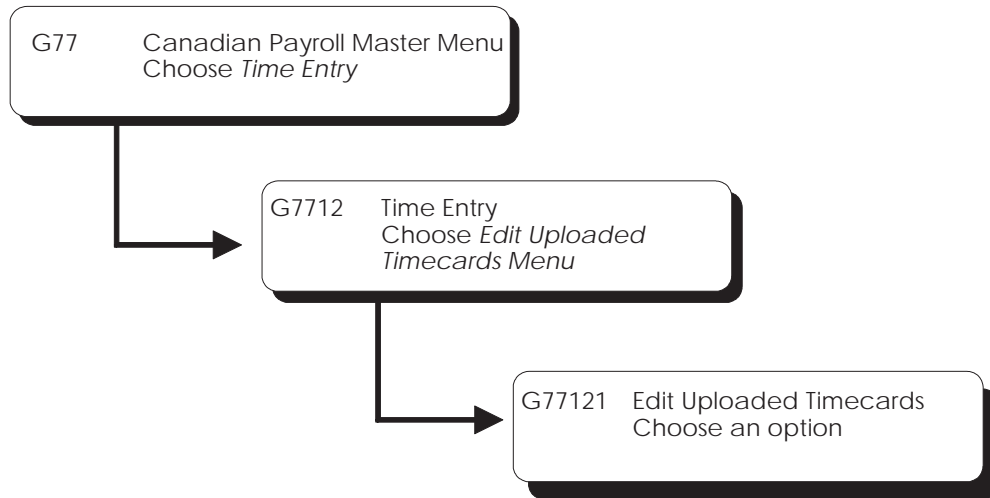 G77 Canadian Payroll Master Menu
Choose Time Entry
G7712 Time Entry
Choose Edit Uploaded
Timecards Menu
G77121 Edit Uploaded Timecards
Choose an option